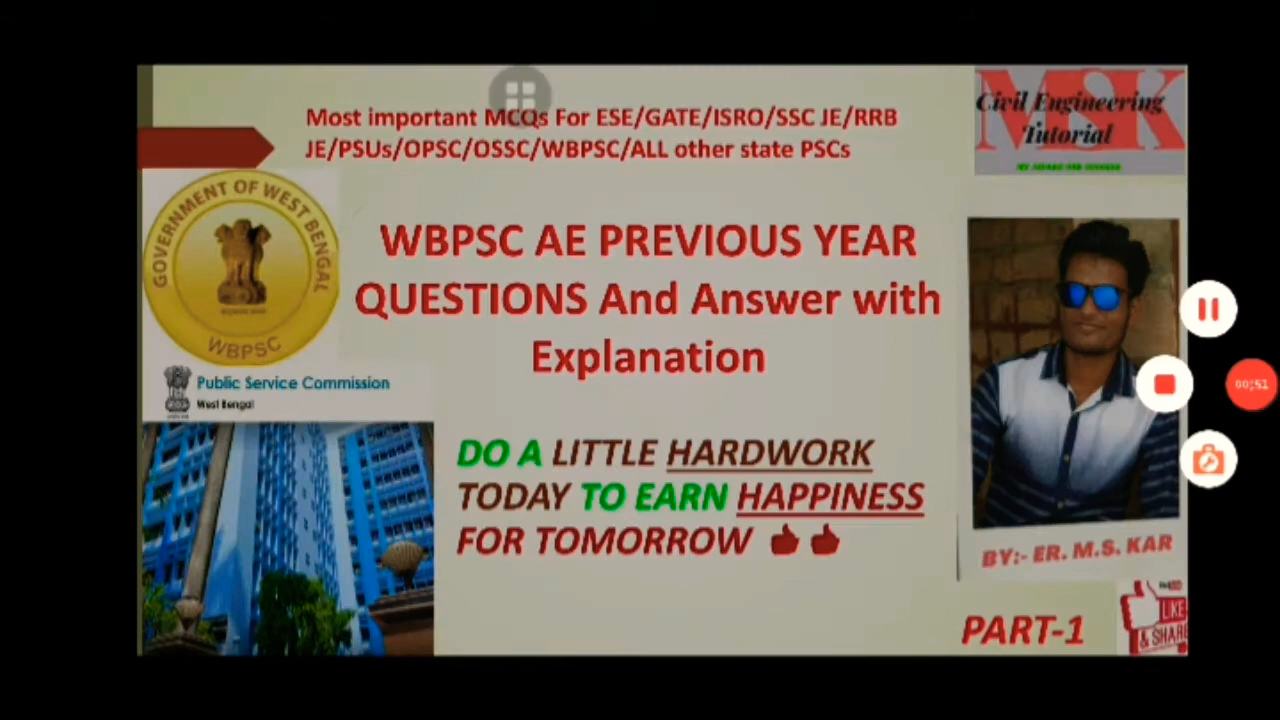 Most important MCQs For ESE/GATE/ISRO/SSC JE/RRB
JE/PSUs/OPSC/OSSC/WBPSC/ALL other state PSCs
MSK
Civil Engineering
Tutorial
GOVERNMENT OF WEST BENGAL
WBPSC
Public Service Commission
West Bengal
WBPSC AE PREVIOUS YEAR
QUESTIONS And Answer with
Explanation
DO A LITTLE HARDWORK
TODAY TO EARN HAPPINESS
FOR TOMORROW
BY:- ER. M.S. KAR
PART-1
LIKE
& SHARE
00:51